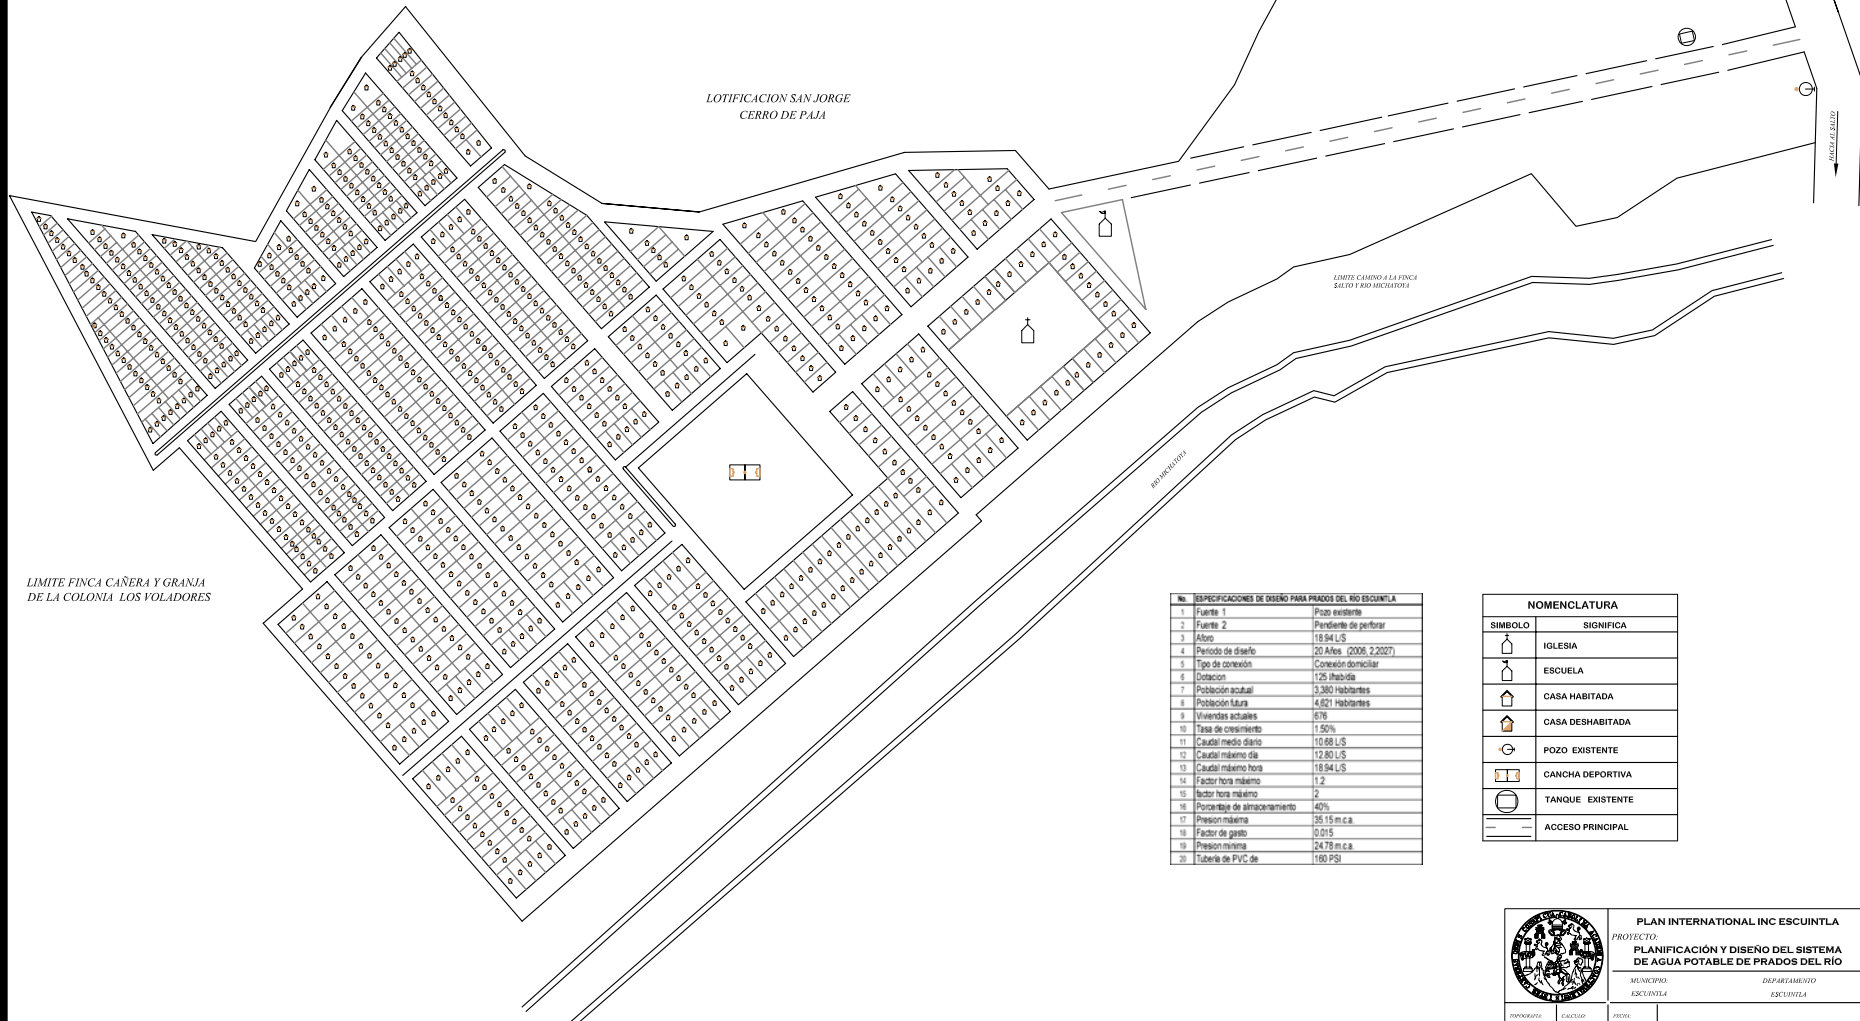 LOTIFICACION SAN JORGE
CERRO DE PAJA
HACIA AL SALTO
LIMITE CAMINO A LA FINCA
SALTO Y RIO MICHATOYA
RIO MICHATOYA
LIMITE FINCA CAÑERA Y GRANJA
DE LA COLONIA LOS VOLADORES
No. ESPECIFICACIONES DE DISEÑO PARA PRADOS DEL RÍO ESCUINTLA
1 Fuente 1 Pozo existente
2 Fuente 2 Pendiente de perforar
3 Aforo 18.94 L/S
4 Periodo de diseño 20 Años (2006, 2,2027)
5 Tipo de conexión Conexión domiciliar
6 Dotacion 125 l/hab/día
7 Población acutual 3,380 Habitantes
8 Población futura 4,621 Habitantes
9 Viviendas actuales 676
10 Tasa de cresimiento 1.50%
11 Caudal medio diario 10.68 L/S
12 Caudal máximo día 12.80 L/S
13 Caudal máximo hora 18.94 L/S
14 Factor hora máximo 1.2
15 factor hora máximo 2
16 Porcentaje de almacenamiento 40%
17 Presion máxima 35.15 m.c.a.
18 Factor de gasto 0.015
19 Presion minima 24.78 m.c.a.
20 Tubería de PVC de 160 PSI
NOMENCLATURA
SIMBOLO SIGNIFICA
IGLESIA
ESCUELA
CASA HABITADA
CASA DESHABITADA
POZO EXISTENTE
CANCHA DEPORTIVA
TANQUE EXISTENTE
ACCESO PRINCIPAL
PLAN INTERNATIONAL INC ESCUINTLA
PROYECTO:
PLANIFICACIÓN Y DISEÑO DEL SISTEMA
DE AGUA POTABLE DE PRADOS DEL RÍO
MUNICIPIO: DEPARTAMENTO
ESCUINTLA ESCUINTLA
TOPOGRAFIA: CALCULO: FECHA: